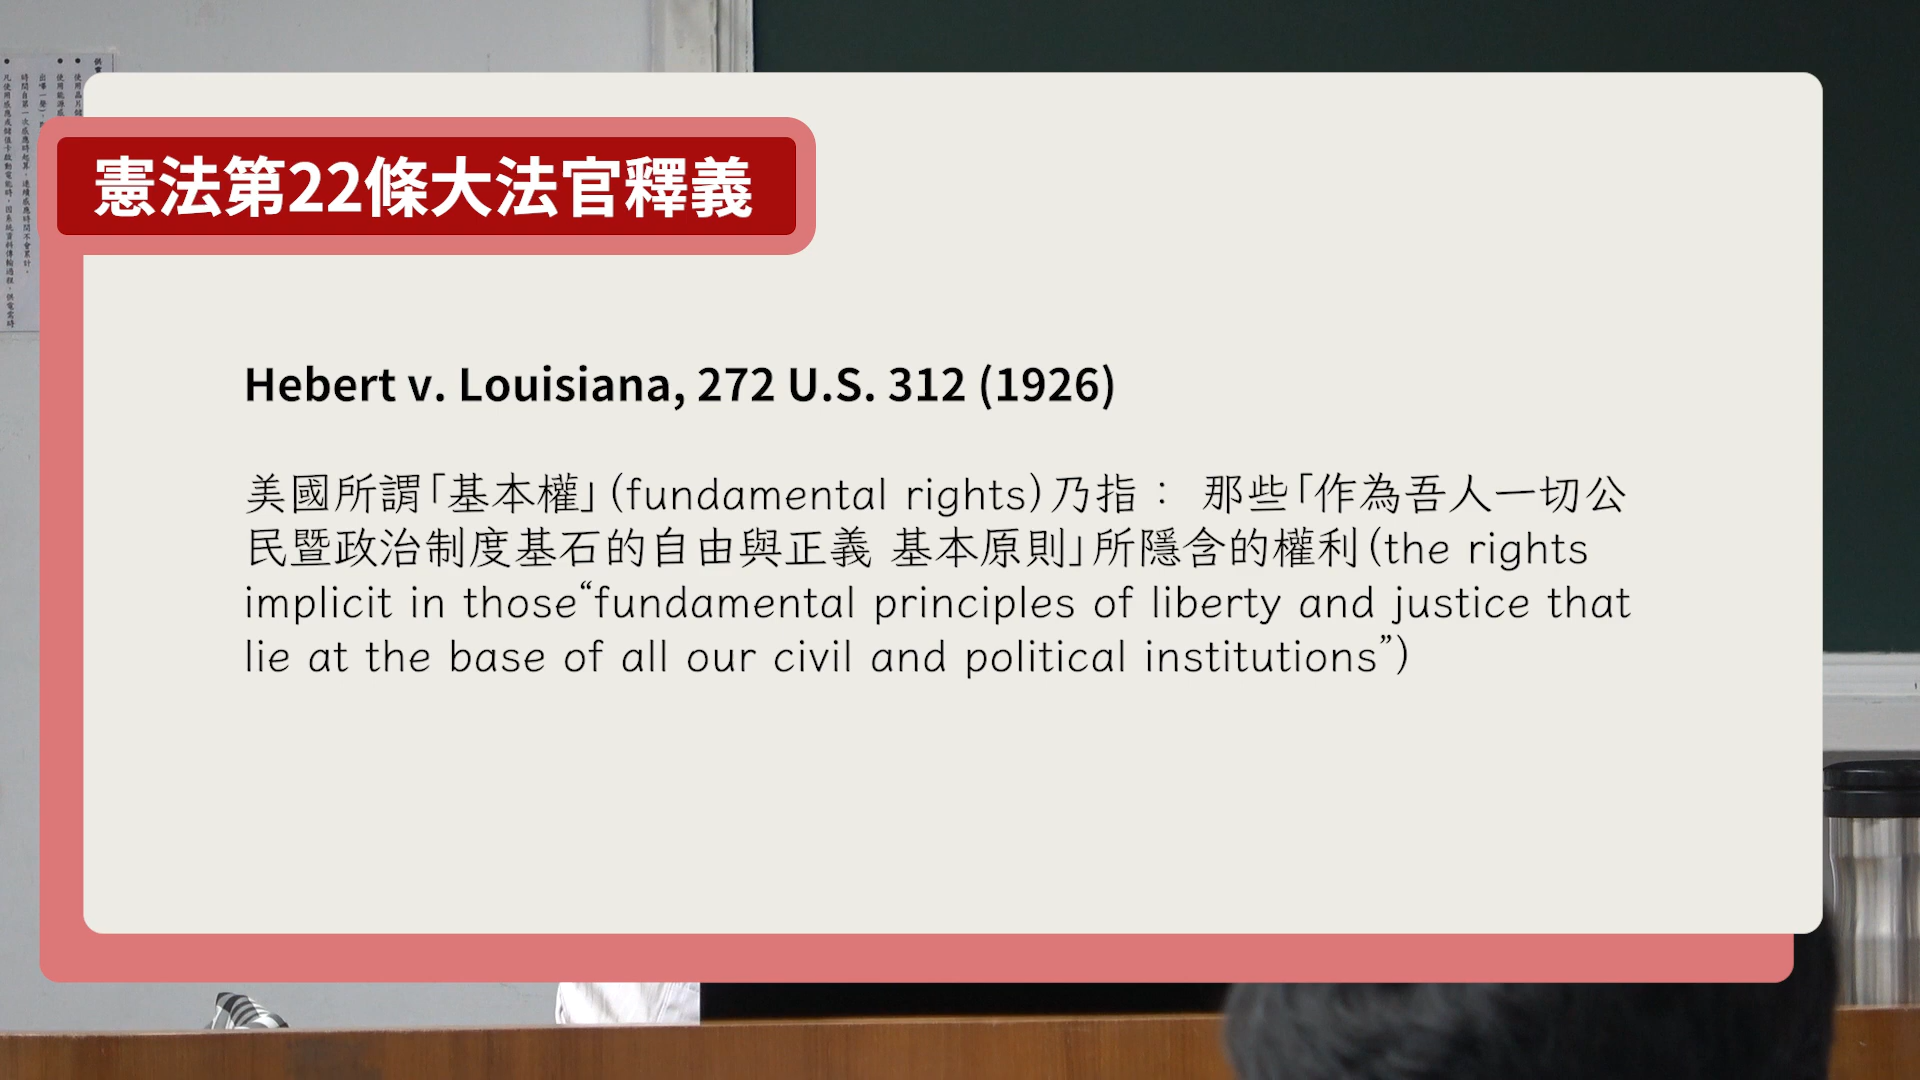 憲法第22條大法官釋義
Hebert v. Louisiana, 272 U.S. 312 (1926)
美國所謂「基本權」(fundamental rights)乃指： 那些「作為吾人一切公
民暨政治制度基石的自由與正義 基本原則」所隱含的權利(the rights
implicit in those“fundamental principles of liberty and justice that
lie at the base of all our civil and political institutions”)